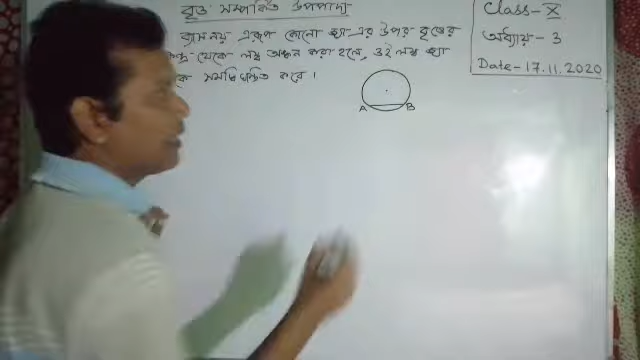 বৃত্ত সম্পর্কিত উপপাদ্য
ব্যাস নয় এরূপ কোনো জ্যা-এর উপর বৃত্তের
থেকে লম্ব অঙ্কন করা হলে, ওই লম্ব জ্যা
কে সমদ্বিখণ্ডিত করে।
Class-X
অধ্যায়-3
Date-17.11.2020
A B